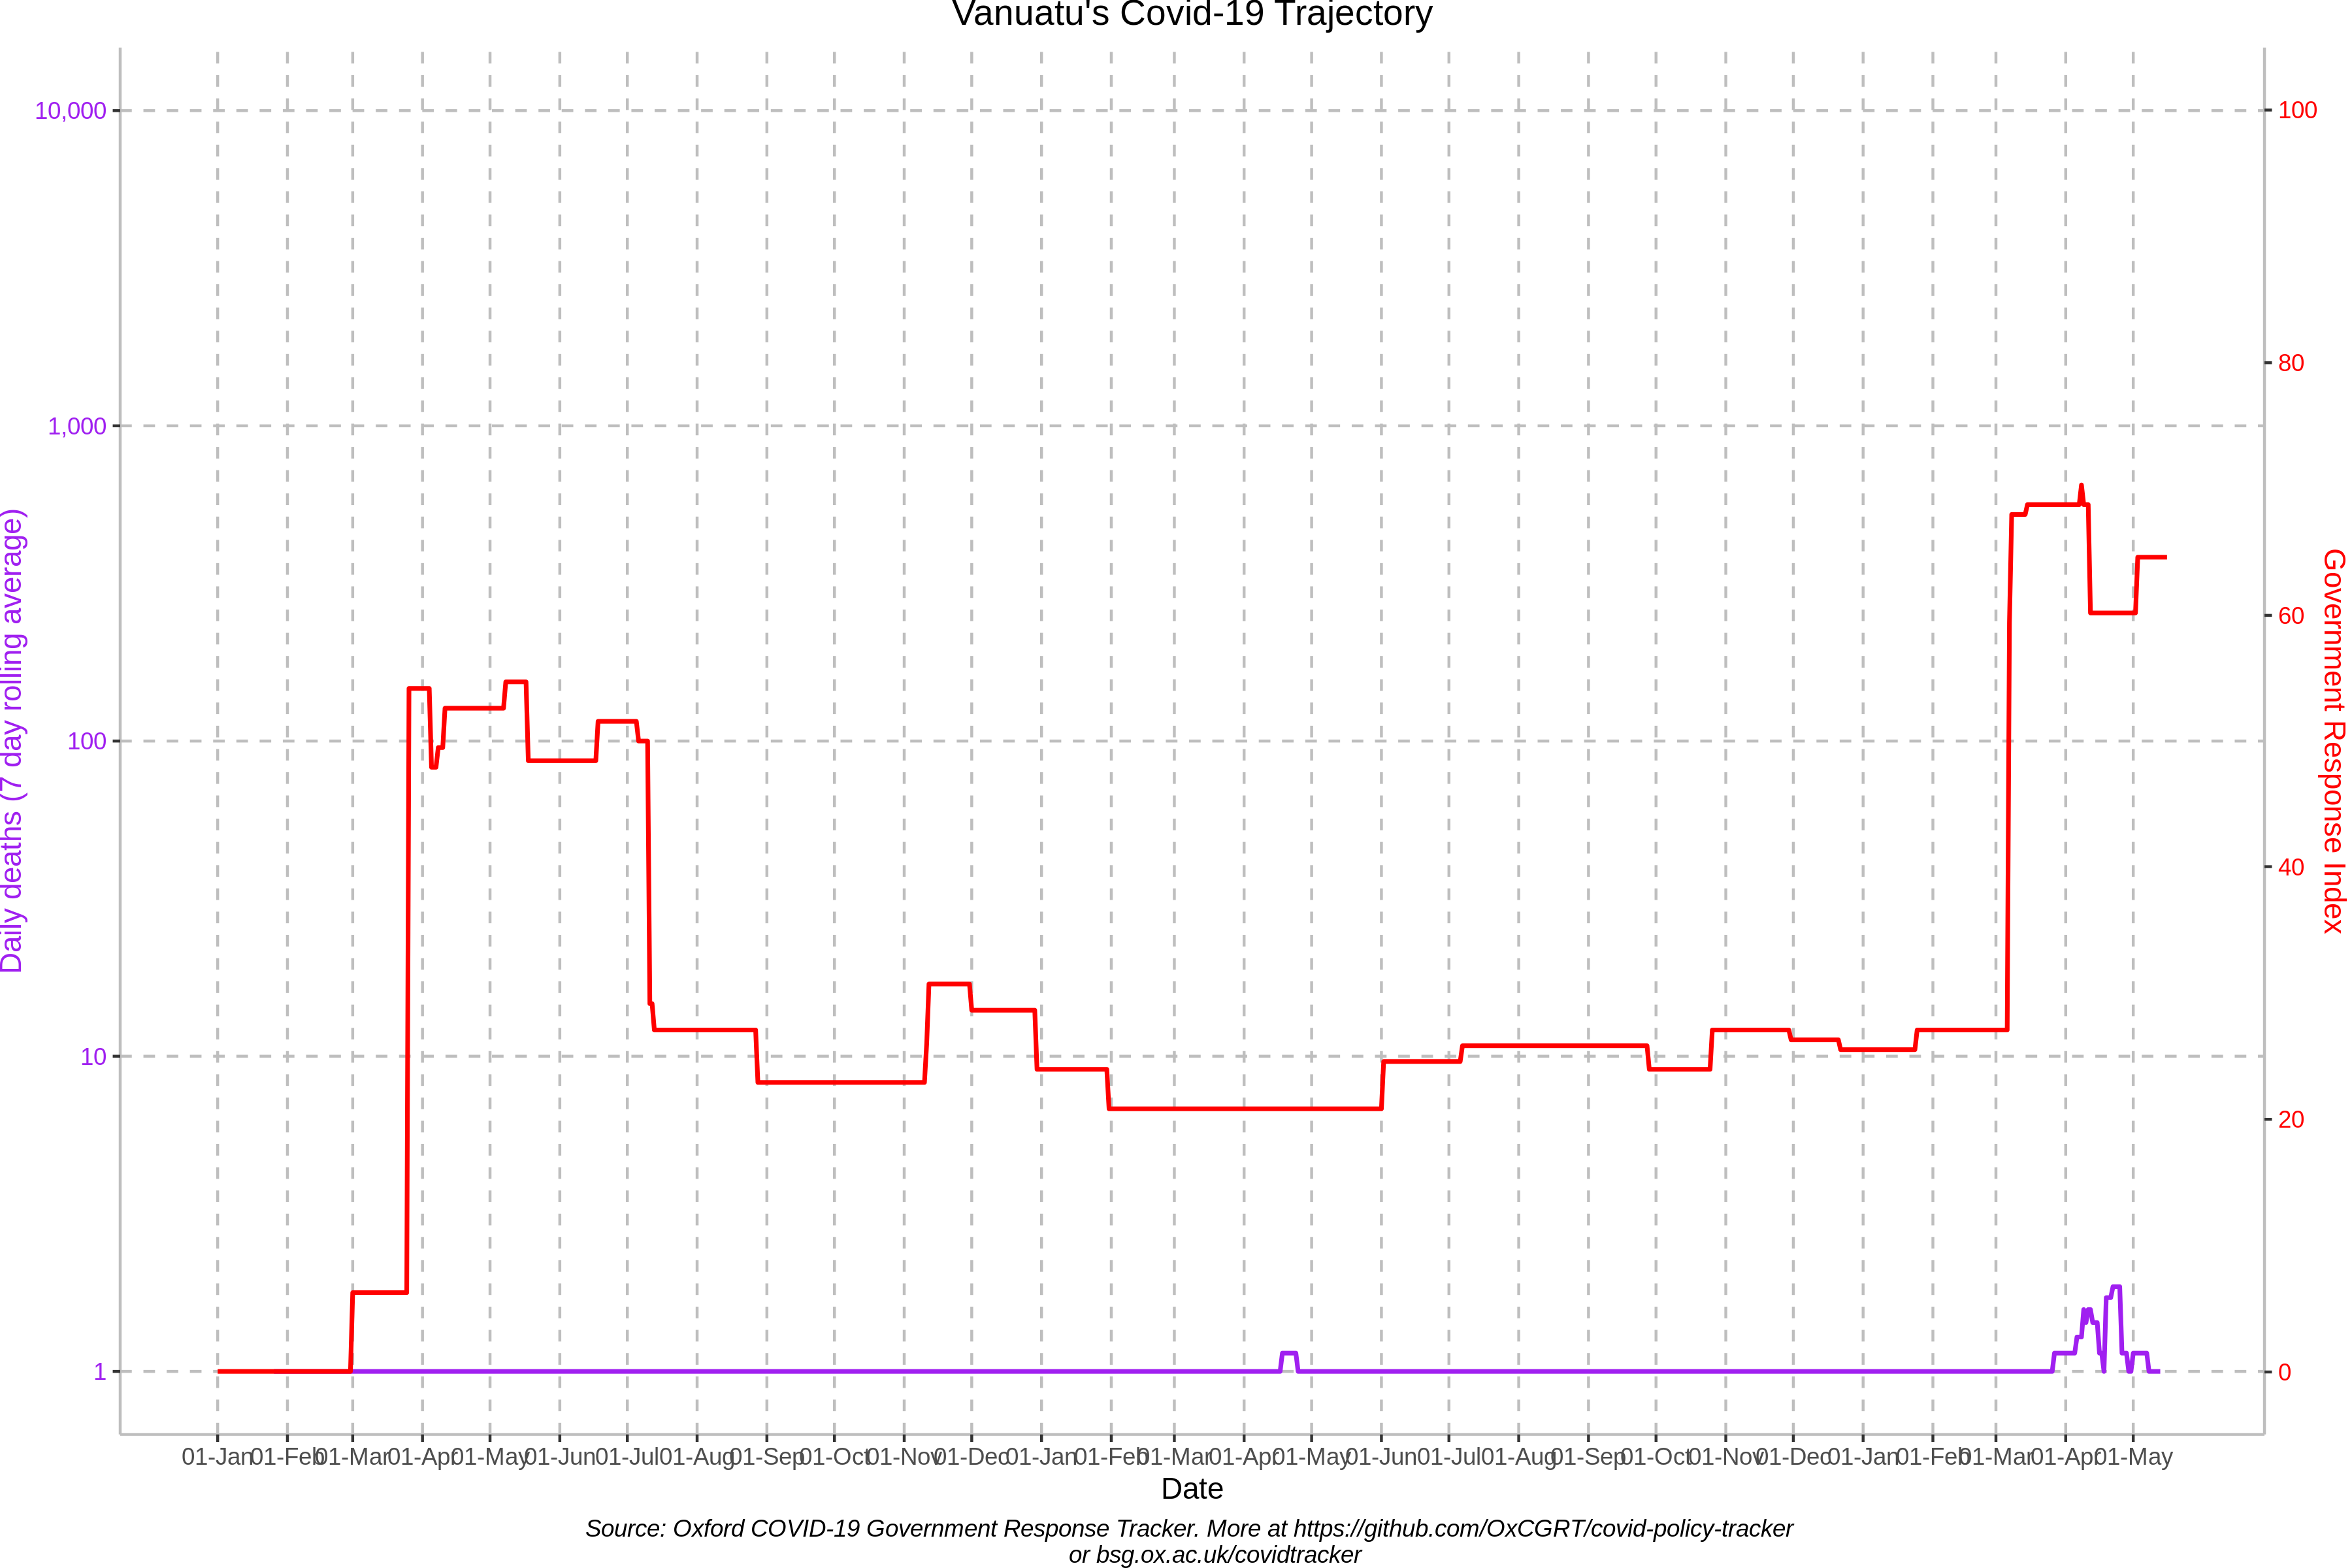 Vanuatu's Covid-19 Trajectory
10,000
1,000
100
10
1
Daily deaths (7 day rolling average)
100
80
60
40
20
0
Government Response Index
01-Jan 01-Feb 01-Mar 01-Apr 01-May 01-Jun 01-Jul 01-Aug 01-Sep 01-Oct 01-Nov 01-Dec 01-Jan 01-Feb 01-Mar 01-Apr 01-May 01-Jun 01-Jul 01-Aug 01-Sep 01-Oct 01-Nov 01-Dec 01-Jan 01-Feb 01-Mar 01-Apr 01-May
Date
Source: Oxford COVID-19 Government Response Tracker. More at https://github.com/OxCGRT/covid-policy-tracker
or bsg.ox.ac.uk/covidtracker